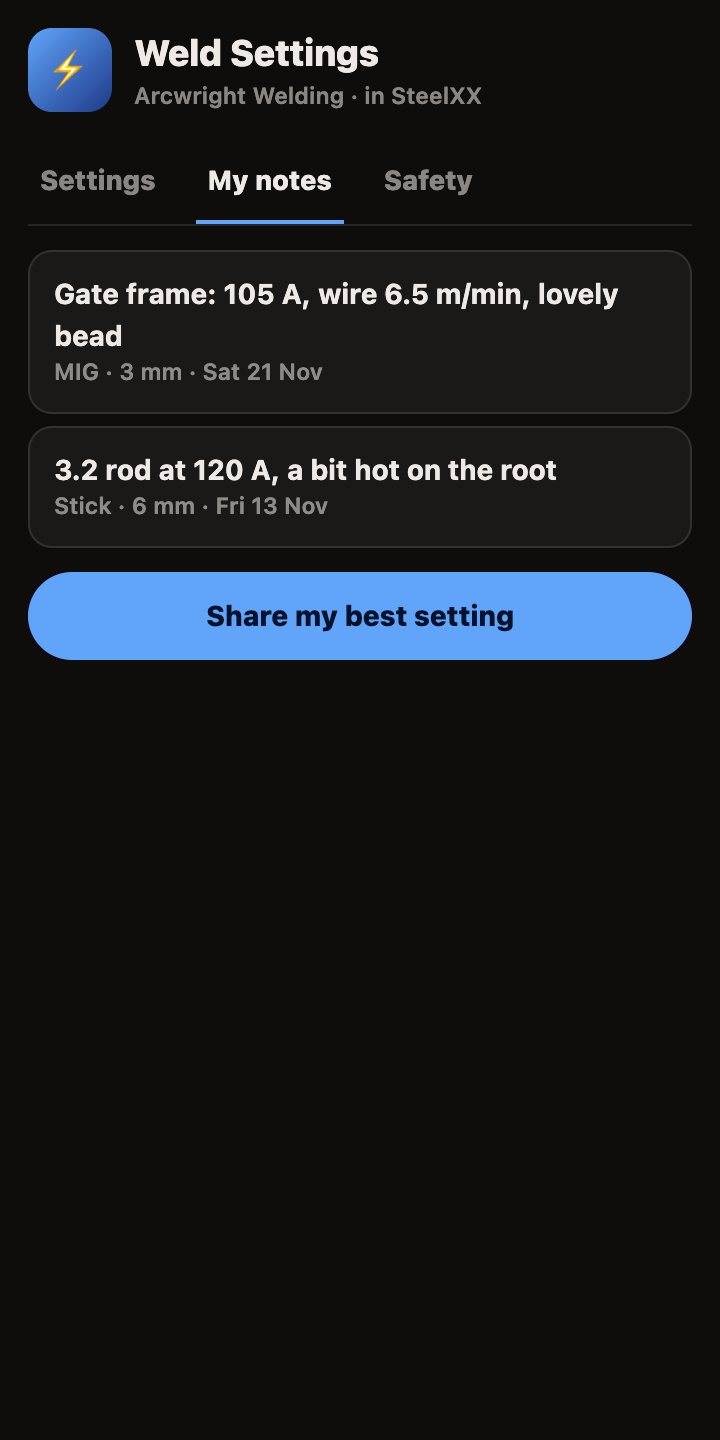 Weld Settings
Arcwright Welding · in SteelXX
Settings My notes Safety
Gate frame: 105 A, wire 6.5 m/min, lovely
bead
MIG · 3 mm · Sat 21 Nov
3.2 rod at 120 A, a bit hot on the root
Stick · 6 mm · Fri 13 Nov
Share my best setting